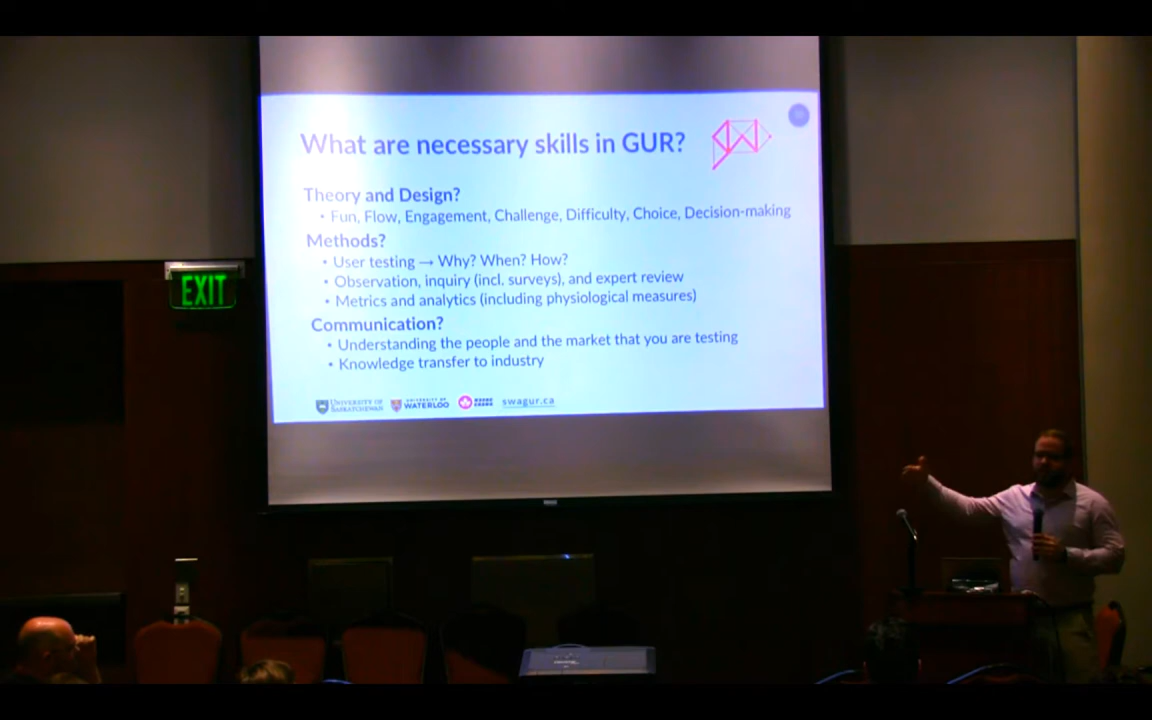 What are necessary skills in GUR?
Theory and Design?
• Fun, Flow, Engagement, Challenge, Difficulty, Choice, Decision-making
Methods?
• User testing → Why? When? How?
• Observation, inquiry (incl. surveys), and expert review
• Metrics and analytics (including physiological measures)
Communication?
• Understanding the people and the market that you are testing
• Knowledge transfer to industry
UNIVERSITY OF
SASKATCHEWAN
UNIVERSITY OF
WATERLOO
swagur.ca
EXIT